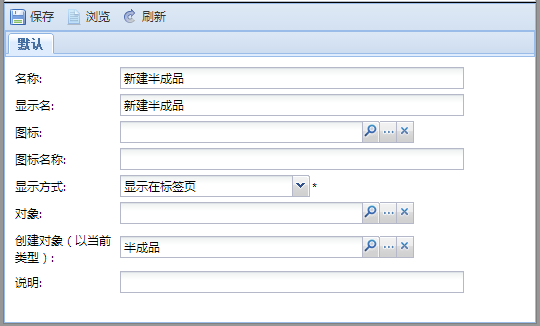 保存 浏览 刷新
默认
名称: 新建半成品
显示名: 新建半成品
图标:
图标名称:
显示方式: 显示在标签页 *
对象:
创建对象（以当前
类型）: 半成品
说明: